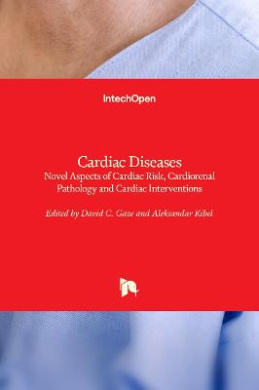 IntechOpen
Cardiac Diseases
Novel Aspects of Cardiac Risk, Cardiorenal
Pathology and Cardiac Interventions
Edited by David C. Gaze and Aleksandar Kibel